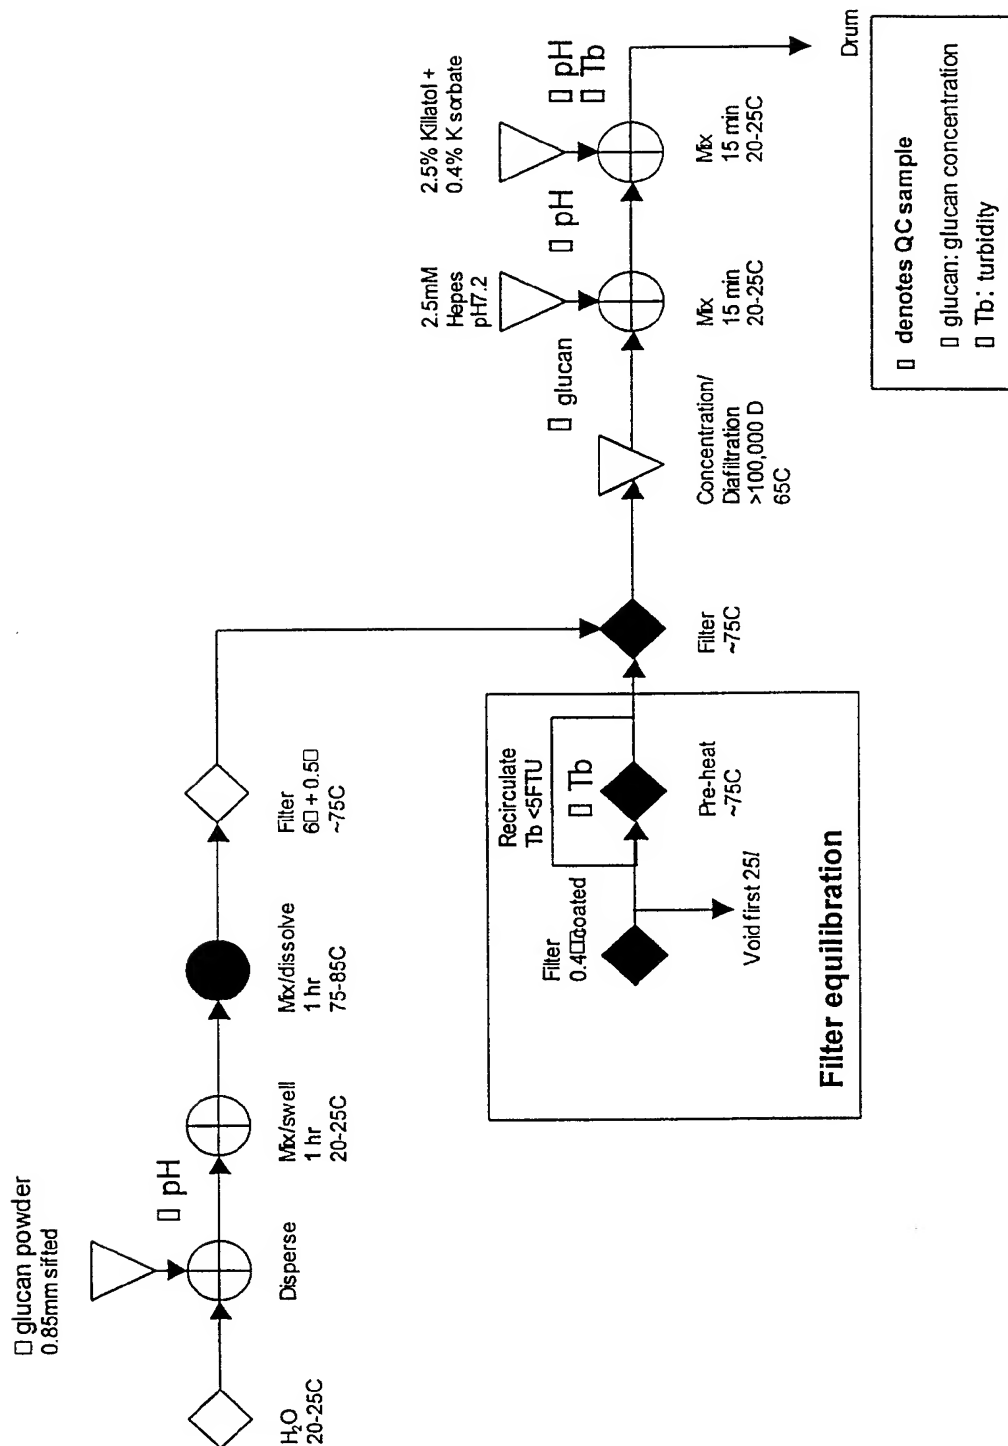 □ glucan powder
0.85mm sifted
□ pH
H₂O
20-25C
Disperse
Mix/swell
1 hr
20-25C
Mix/dissolve
1 hr
75-85C
Filter
6□ + 0.5□
~75C
Filter
0.4□□coated
Void first 25l
Recirculate
Tb <5FTU
□ Tb
Pre-heat
~75C
Filter equilibration
Filter
~75C
Concentration/
Diafiltration
>100,000 D
65C
□ glucan
2.5mM
Hepes
pH7.2
Mix
15 min
20-25C
□ pH
2.5% Killatol +
0.4% K sorbate
Mix
15 min
20-25C
□ pH
□ Tb
Drum
□ denotes QC sample
□ glucan: glucan concentration
□ Tb: turbidity